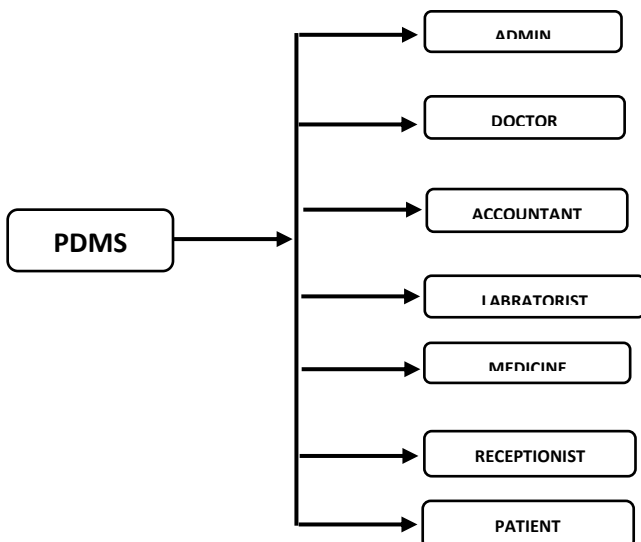 ADMIN
DOCTOR
ACCOUNTANT
PDMS
LABRATORIST
MEDICINE
RECEPTIONIST
PATIENT